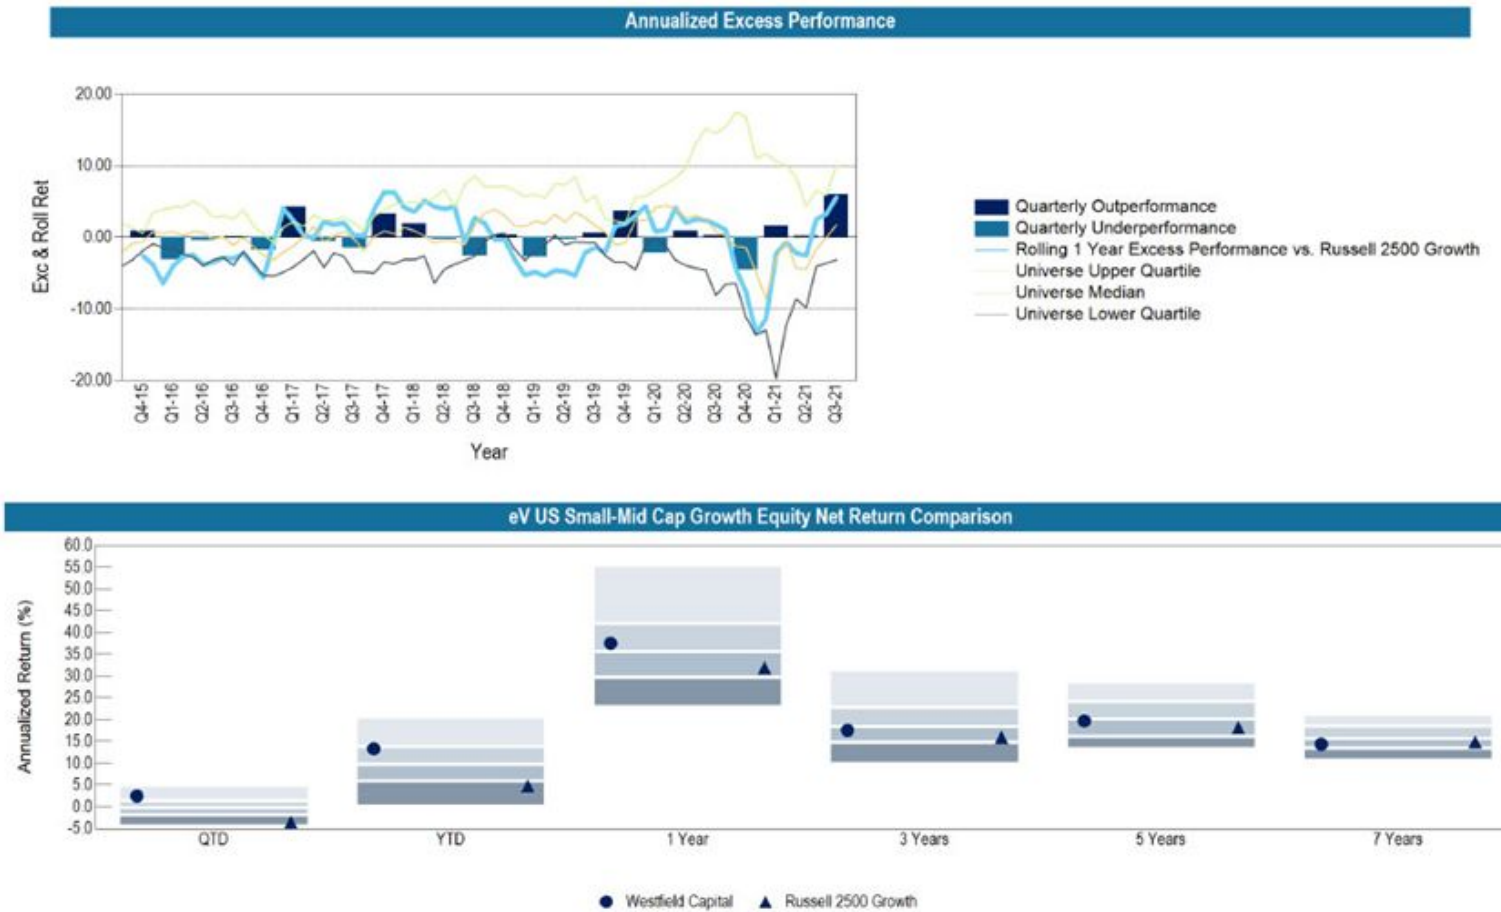 Annualized Excess Performance
20.00
10.00
0.00
-10.00
-20.00
Exc & Roll Ret
Q4-15
Q1-16
Q2-16
Q3-16
Q4-16
Q1-17
Q2-17
Q3-17
Q4-17
Q1-18
Q2-18
Q3-18
Q4-18
Q1-19
Q2-19
Q3-19
Q4-19
Q1-20
Q2-20
Q3-20
Q4-20
Q1-21
Q2-21
Q3-21
Year
Quarterly Outperformance
Quarterly Underperformance
Rolling 1 Year Excess Performance vs. Russell 2500 Growth
Universe Upper Quartile
Universe Median
Universe Lower Quartile
eV US Small-Mid Cap Growth Equity Net Return Comparison
60.0
55.0
50.0
45.0
40.0
35.0
30.0
25.0
20.0
15.0
10.0
5.0
0.0
-5.0
Annualized Return (%)
QTD
YTD
1 Year
3 Years
5 Years
7 Years
Westfield Capital
Russell 2500 Growth